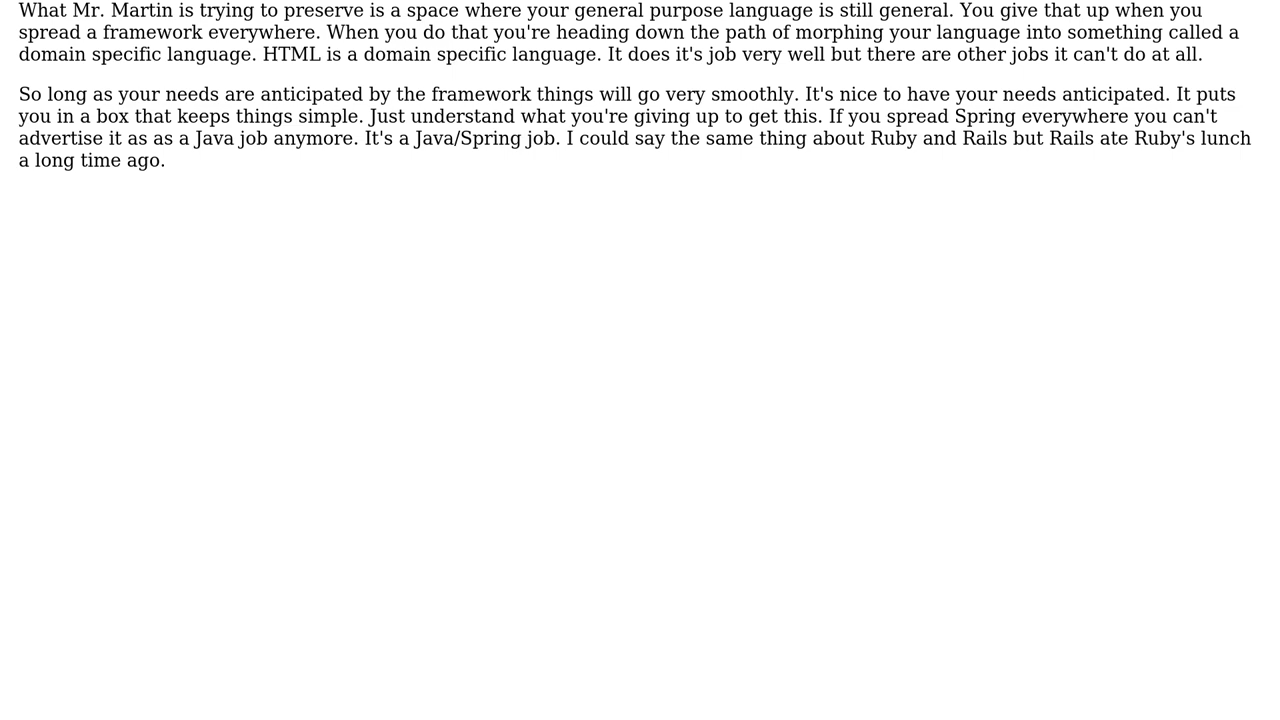 What Mr. Martin is trying to preserve is a space where your general purpose language is still general. You give that up when you
spread a framework everywhere. When you do that you're heading down the path of morphing your language into something called a
domain specific language. HTML is a domain specific language. It does it's job very well but there are other jobs it can't do at all.
So long as your needs are anticipated by the framework things will go very smoothly. It's nice to have your needs anticipated. It puts
you in a box that keeps things simple. Just understand what you're giving up to get this. If you spread Spring everywhere you can't
advertise it as as a Java job anymore. It's a Java/Spring job. I could say the same thing about Ruby and Rails but Rails ate Ruby's lunch
a long time ago.